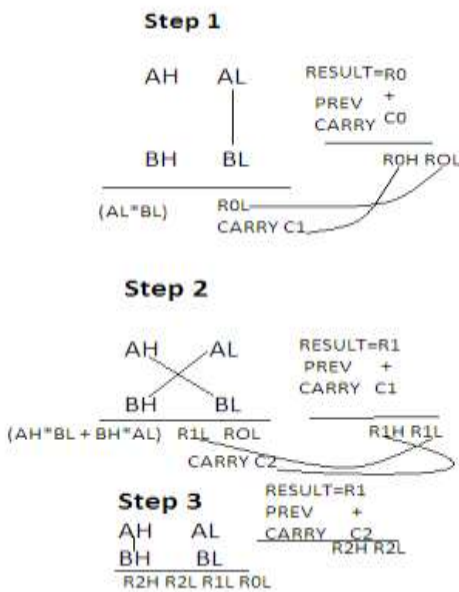 Step 1
AH AL
RESULT=R0
PREV +
CARRY C0
BH BL
R0H ROL
(AL*BL) R0L
CARRY C1
Step 2
AH AL
RESULT=R1
PREV +
CARRY C1
BH BL
(AH*BL + BH*AL) R1L ROL
R1H R1L
CARRY C2
Step 3
RESULT=R1
PREV +
CARRY C2
AH AL
BH BL
R2H R2L
R2H R2L R1L R0L